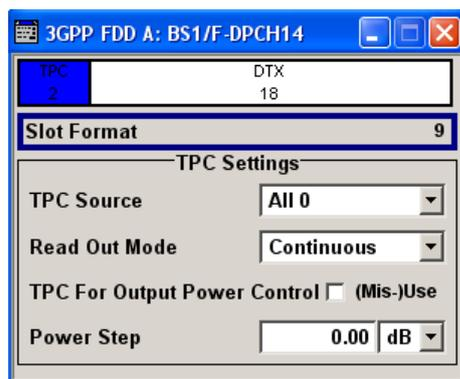 3GPP FDD A: BS1/F-DPCH14
TPC DTX
2 18
Slot Format 9
TPC Settings
TPC Source All 0
Read Out Mode Continuous
TPC For Output Power Control (Mis-)Use
Power Step 0.00 dB